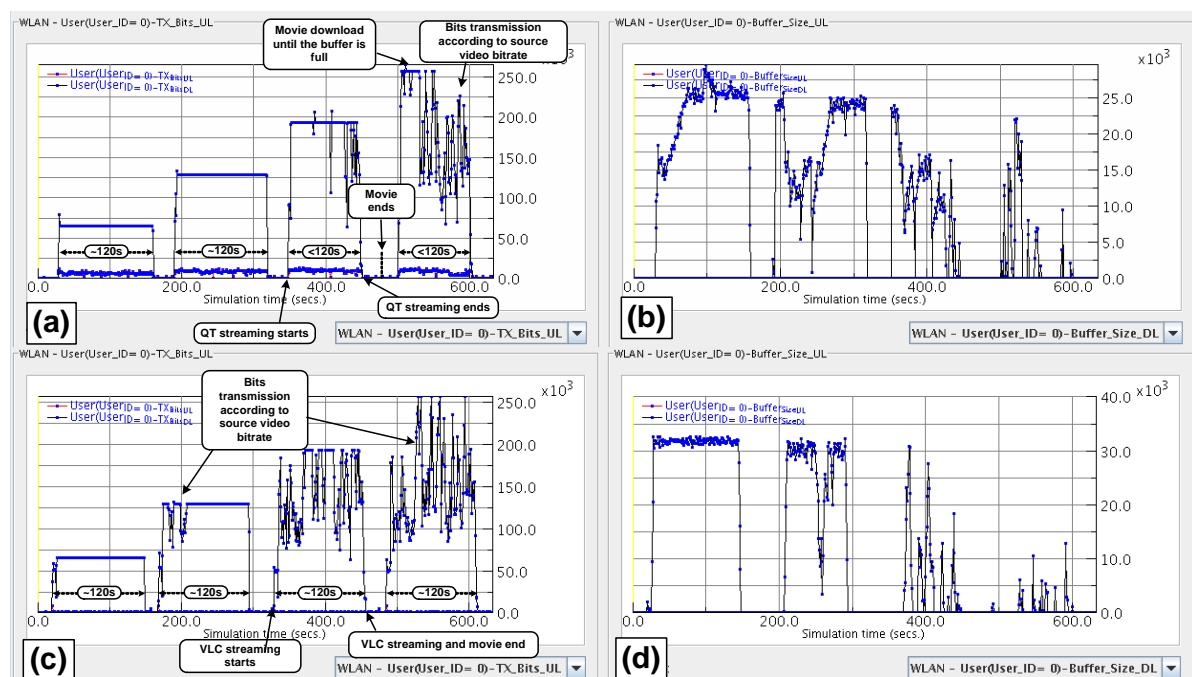 WLAN - User(User_ID= 0)-TX_Bits_UL
Movie download
until the buffer is
full
Bits transmission
according to source
video bitrate
x10³
User(User_ID= 0)-TX_Bits_UL
User(User_ID= 0)-TX_Bits_DL
250.0
200.0
150.0
100.0
50.0
0.0
Movie
ends
~120s
~120s
<120s
<120s
200.0
400.0
600.0
Simulation time (secs.)
(a)
QT streaming starts
QT streaming ends
WLAN - User(User_ID= 0)-TX_Bits_UL
WLAN - User(User_ID= 0)-Buffer_Size_UL
x10³
User(User_ID= 0)-Buffer_Size_UL
User(User_ID= 0)-Buffer_Size_DL
25.0
20.0
15.0
10.0
5.0
0.0
200.0
400.0
600.0
Simulation time (secs.)
(b)
WLAN - User(User_ID= 0)-Buffer_Size_DL
WLAN - User(User_ID= 0)-TX_Bits_UL
Bits
transmission
according to
source video
bitrate
x10³
User(User_ID= 0)-TX_Bits_UL
User(User_ID= 0)-TX_Bits_DL
250.0
200.0
150.0
100.0
50.0
0.0
~120s
~120s
~120s
~120s
200.0
400.0
600.0
Simulation time (secs.)
(c)
VLC streaming
starts
VLC streaming and movie end
WLAN - User(User_ID= 0)-TX_Bits_UL
WLAN - User(User_ID= 0)-Buffer_Size_UL
x10³
User(User_ID= 0)-Buffer_Size_UL
User(User_ID= 0)-Buffer_Size_DL
40.0
30.0
20.0
10.0
0.0
200.0
400.0
600.0
Simulation time (secs.)
(d)
WLAN - User(User_ID= 0)-Buffer_Size_DL